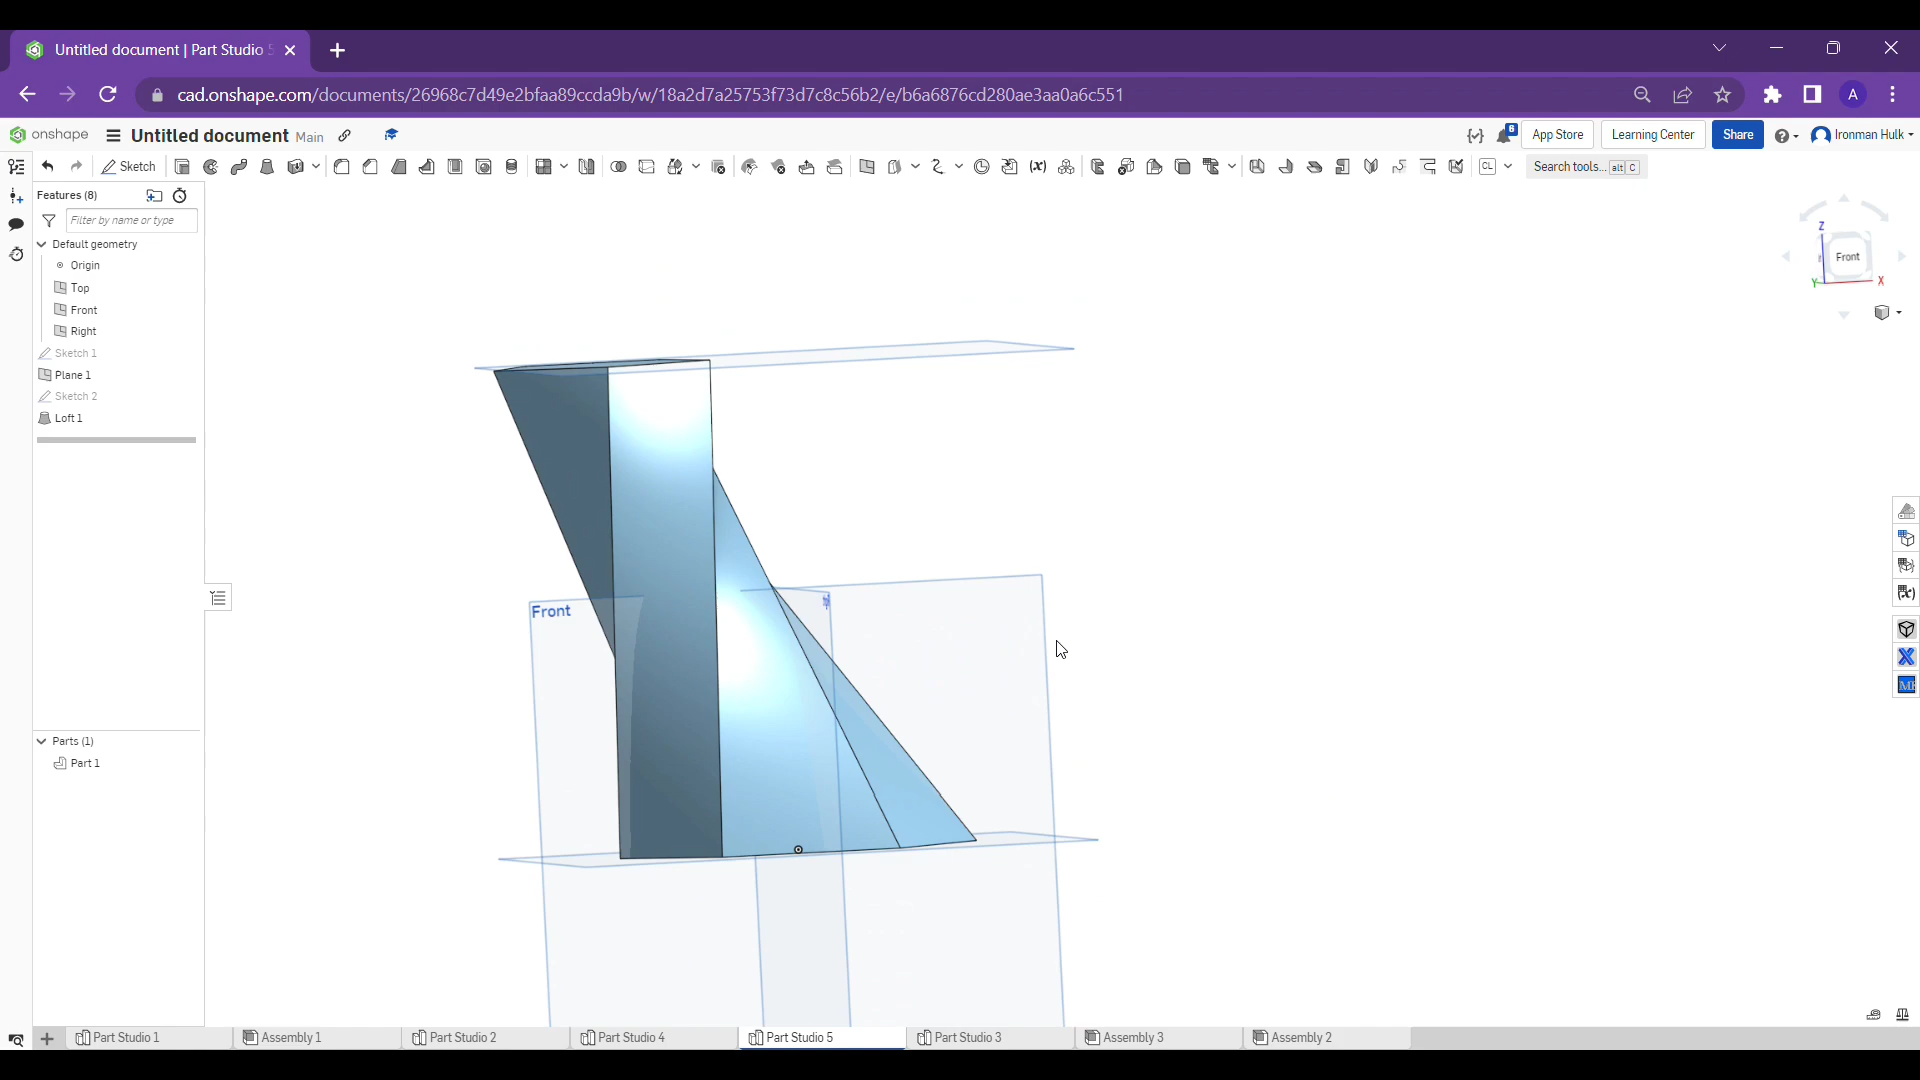 Untitled document | Part Studio 5
cad.onshape.com/documents/26968c7d49e2bfaa89ccda9b/w/18a2d7a25753f73d7c8c56b2/e/b6a6876cd280ae3aa0a6c551
A
onshape
Untitled document Main
6
App Store
Learning Center
Share
Ironman Hulk
Sketch
CL
Search tools... alt C
Features (8)
Filter by name or type
Default geometry
Origin
Top
Front
Right
Sketch 1
Plane 1
Sketch 2
Loft 1
Parts (1)
Part 1
Front
Z
Front
Y
X
Part Studio 1
Assembly 1
Part Studio 2
Part Studio 4
Part Studio 5
Part Studio 3
Assembly 3
Assembly 2